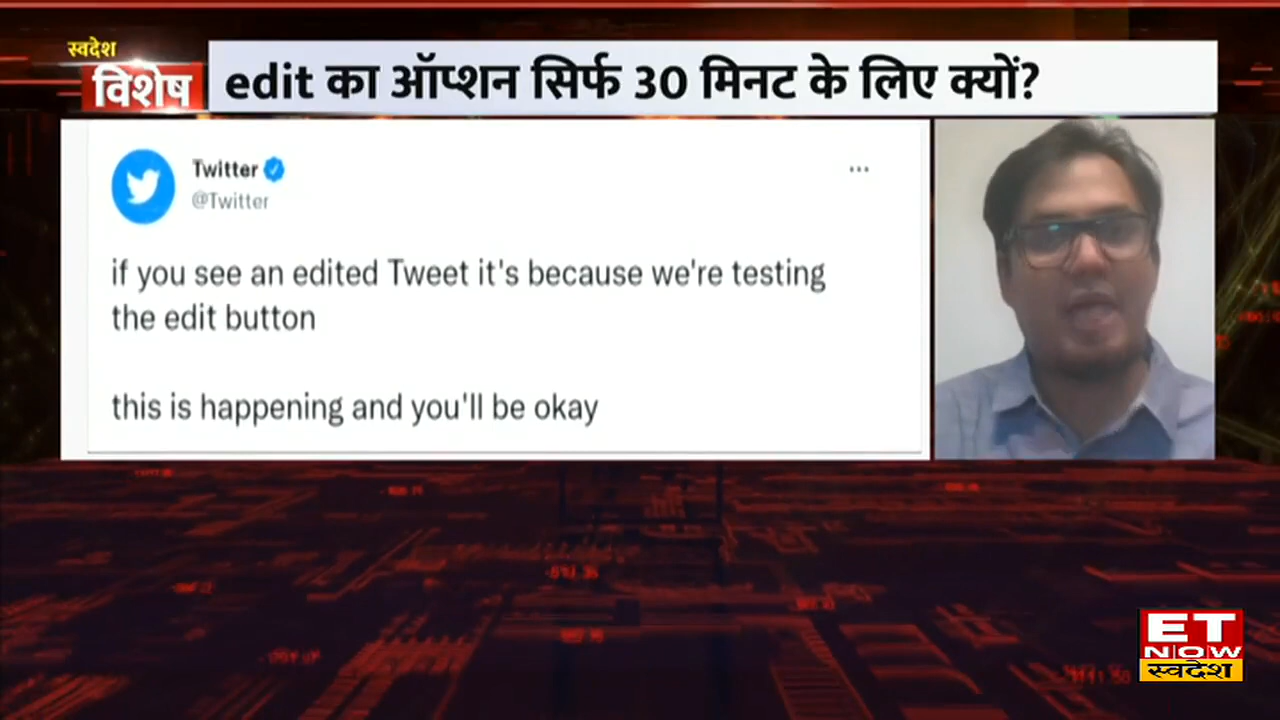 स्वदेश
विशेष
edit का ऑप्शन सिर्फ 30 मिनट के लिए क्यों?
Twitter
@Twitter
if you see an edited Tweet it's because we're testing
the edit button
this is happening and you'll be okay
ET
NOW
स्वदेश